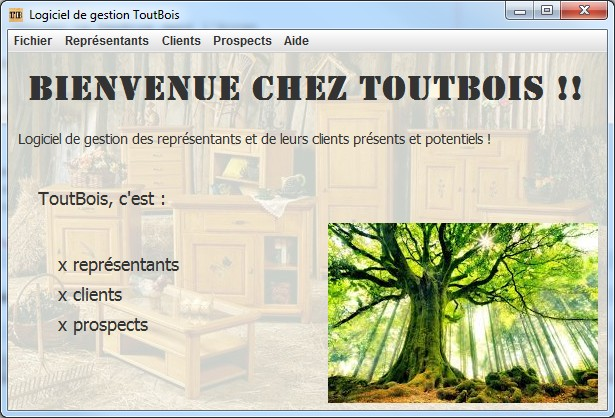 Logiciel de gestion ToutBois
Fichier Représentants Clients Prospects Aide
BIENVENUE CHEZ TOUTBOIS !!
Logiciel de gestion des représentants et de leurs clients présents et potentiels !
ToutBois, c'est :
x représentants
x clients
x prospects